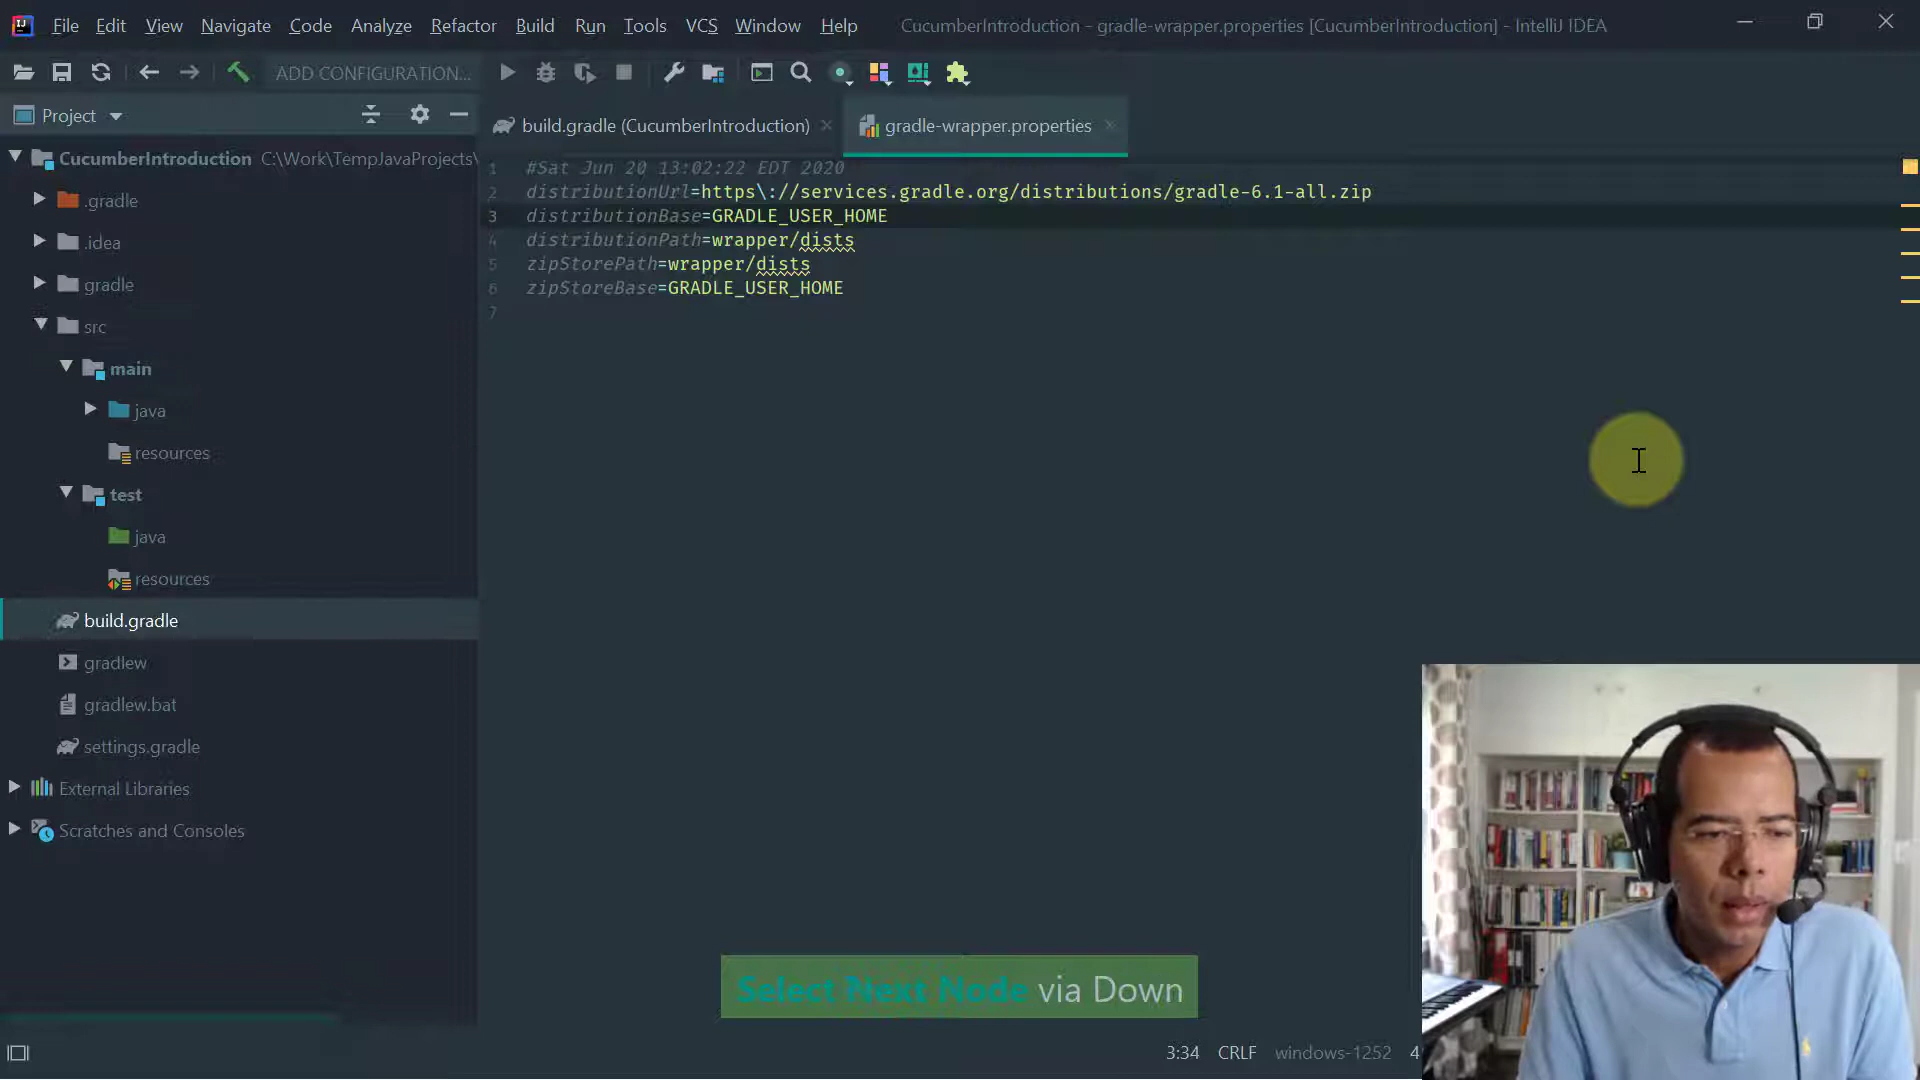 File Edit View Navigate Code Analyze Refactor Build Run Tools VCS Window Help CucumberIntroduction - gradle-wrapper.properties [CucumberIntroduction] - IntelliJ IDEA
ADD CONFIGURATION...
Project
build.gradle (CucumberIntroduction)
gradle-wrapper.properties
CucumberIntroduction C:\Work\TempJavaProjects\
.gradle
.idea
gradle
src
main
java
resources
test
java
resources
build.gradle
gradlew
gradlew.bat
settings.gradle
External Libraries
Scratches and Consoles
1 #Sat Jun 20 13:02:22 EDT 2020
2 distributionUrl=https\://services.gradle.org/distributions/gradle-6.1-all.zip
3 distributionBase=GRADLE_USER_HOME
4 distributionPath=wrapper/dists
5 zipStorePath=wrapper/dists
6 zipStoreBase=GRADLE_USER_HOME
7
Select Next Node via Down
3:34 CRLF windows-1252 4